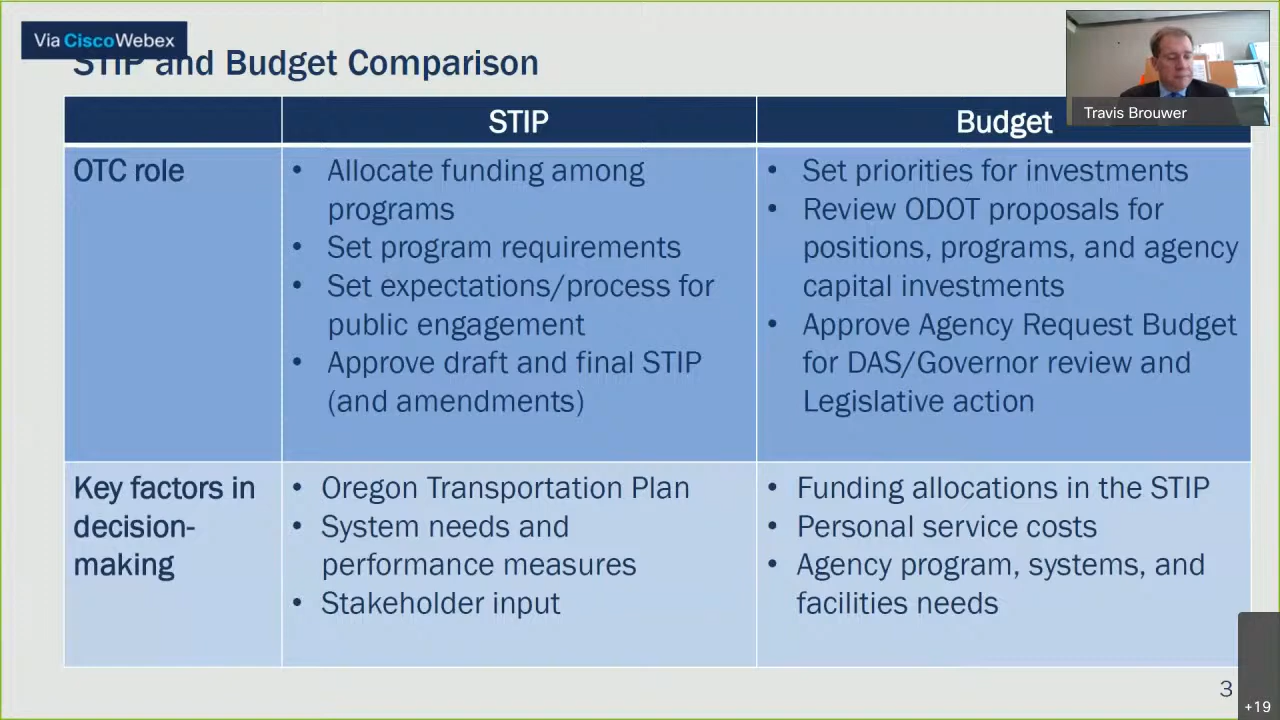 Via CiscoWebex
STIP and Budget Comparison
Travis Brouwer
STIP
Budget
OTC role
• Allocate funding among
programs
• Set program requirements
• Set expectations/process for
public engagement
• Approve draft and final STIP
(and amendments)
• Set priorities for investments
• Review ODOT proposals for
positions, programs, and agency
capital investments
• Approve Agency Request Budget
for DAS/Governor review and
Legislative action
Key factors in
decision-
making
• Oregon Transportation Plan
• System needs and
performance measures
• Stakeholder input
• Funding allocations in the STIP
• Personal service costs
• Agency program, systems, and
facilities needs
3
+19